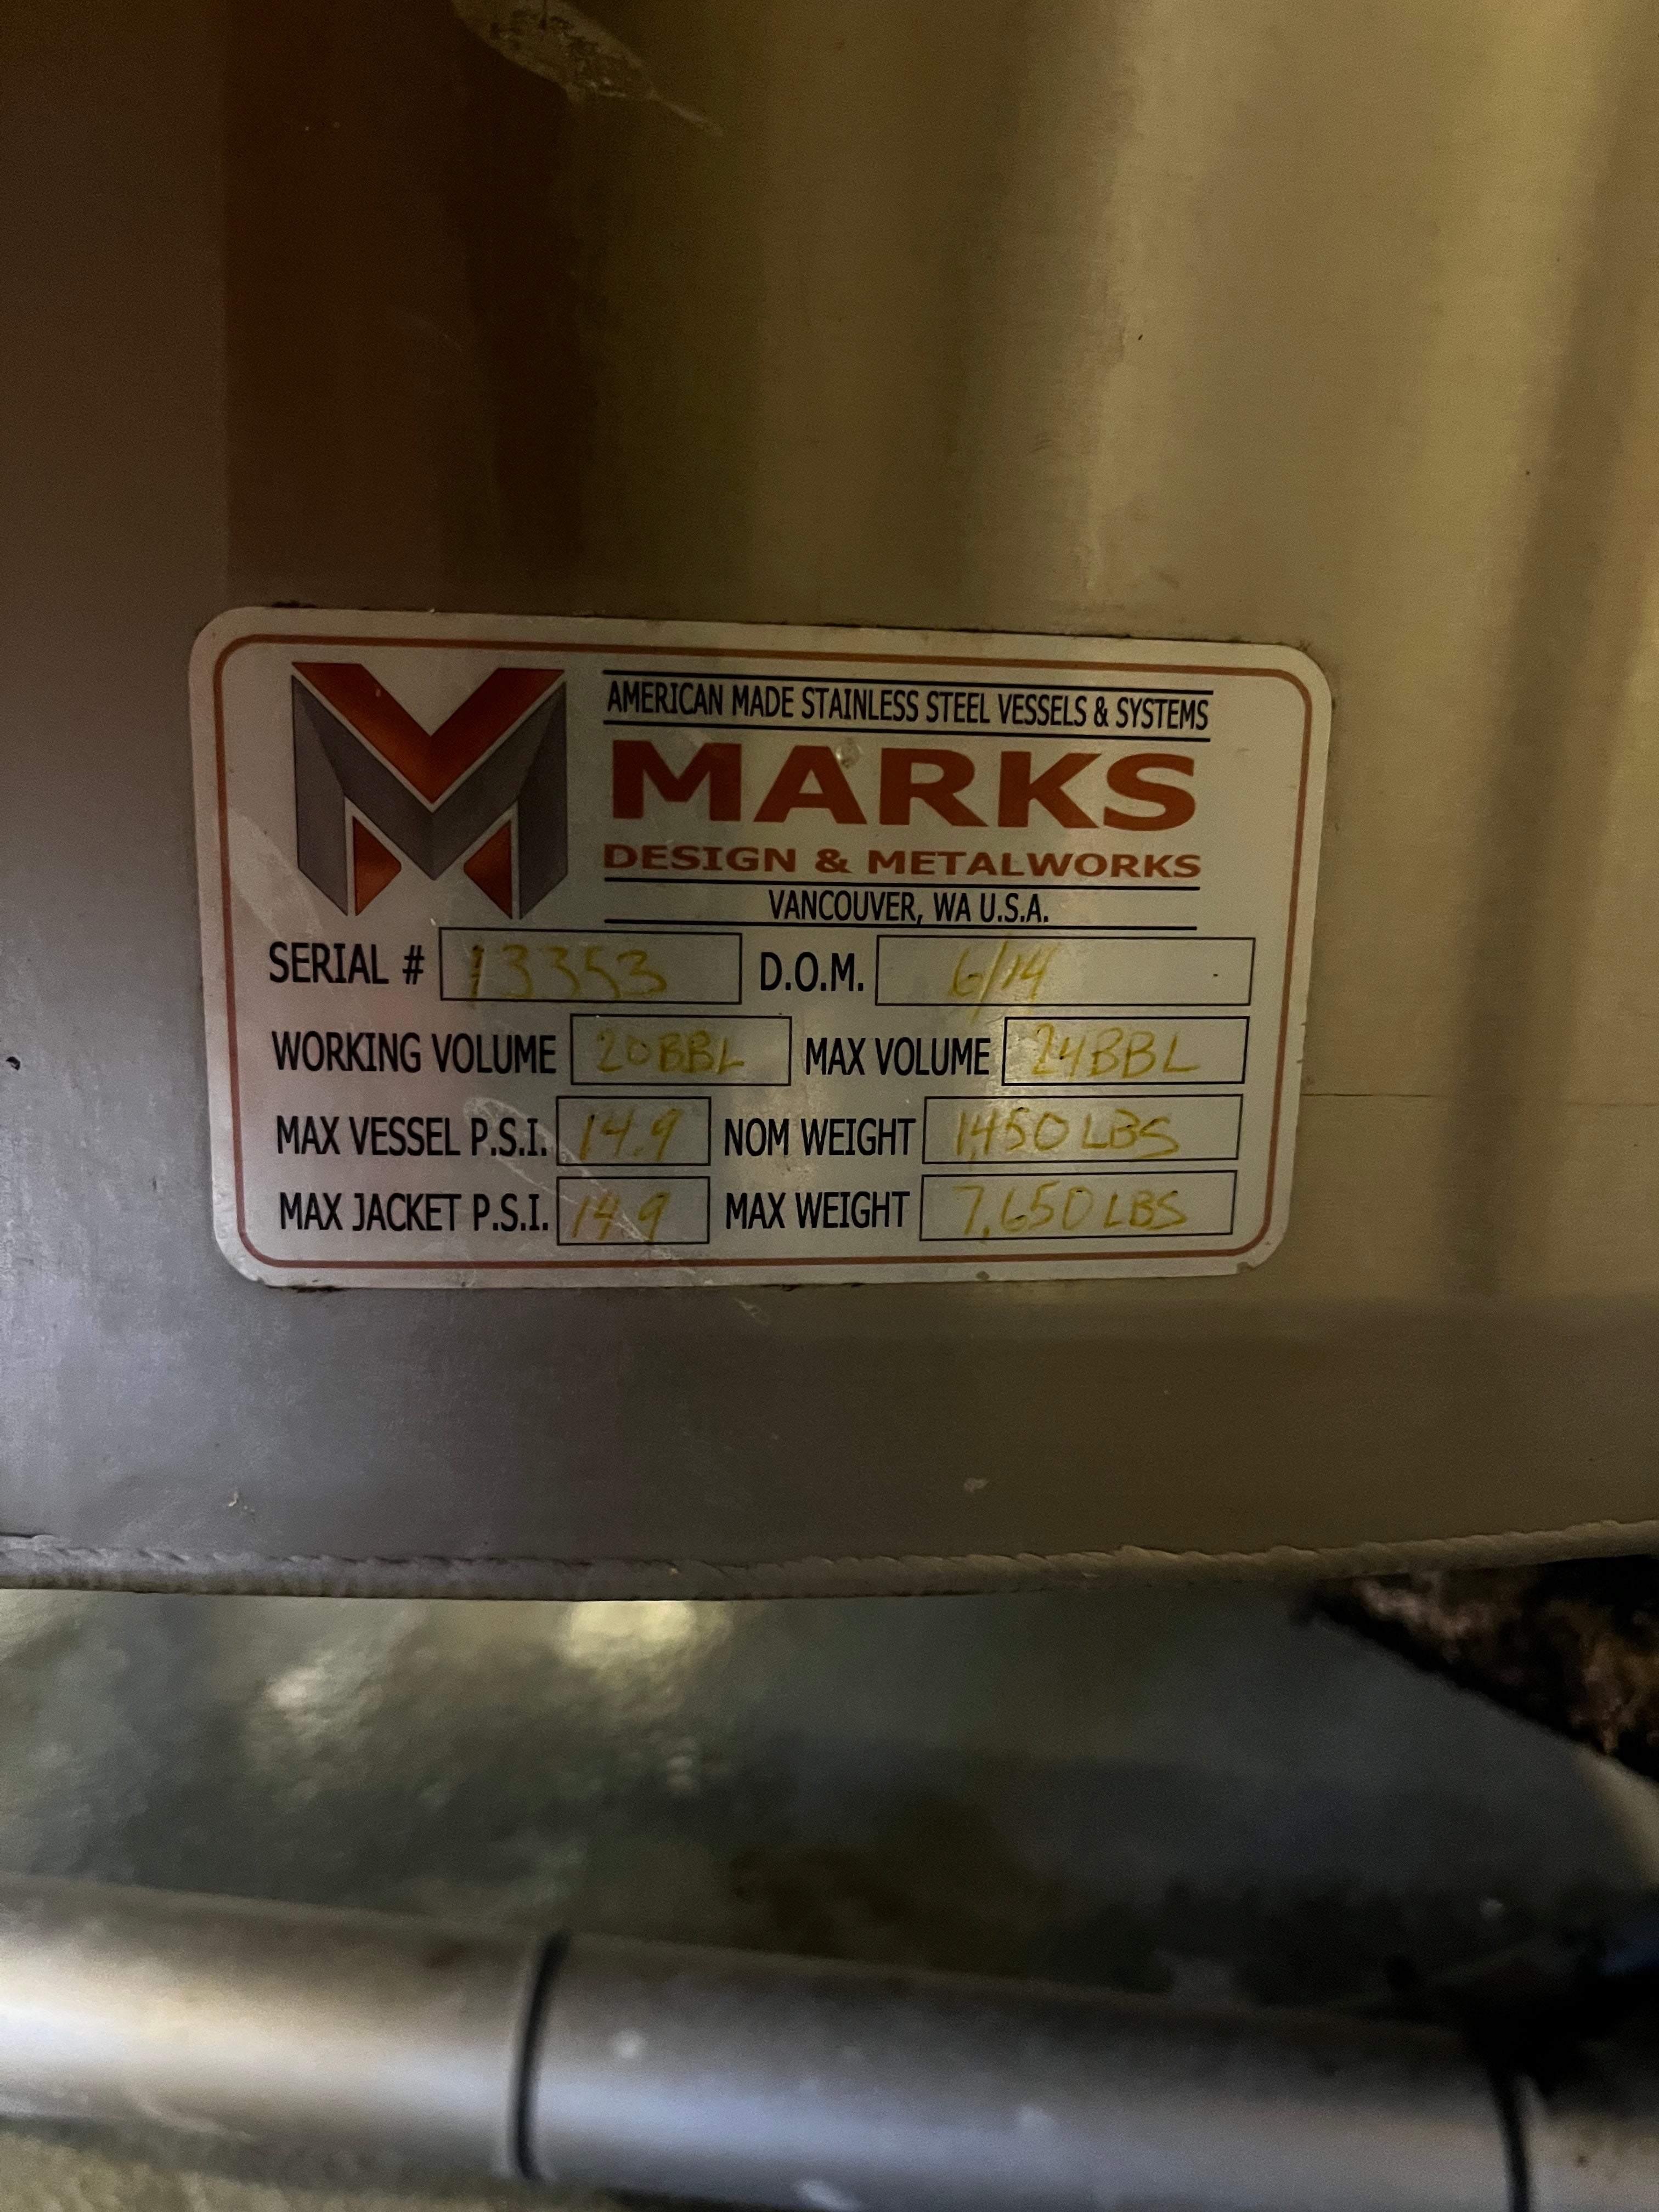 AMERICAN MADE STAINLESS STEEL VESSELS & SYSTEMS
MARKS
DESIGN & METALWORKS
VANCOUVER, WA U.S.A.
SERIAL # 13353 D.O.M. 6/14
WORKING VOLUME 20BBL MAX VOLUME 24BBL
MAX VESSEL P.S.I. 14.9 NOM WEIGHT 1,450 LBS
MAX JACKET P.S.I. 14.9 MAX WEIGHT 7,650 LBS